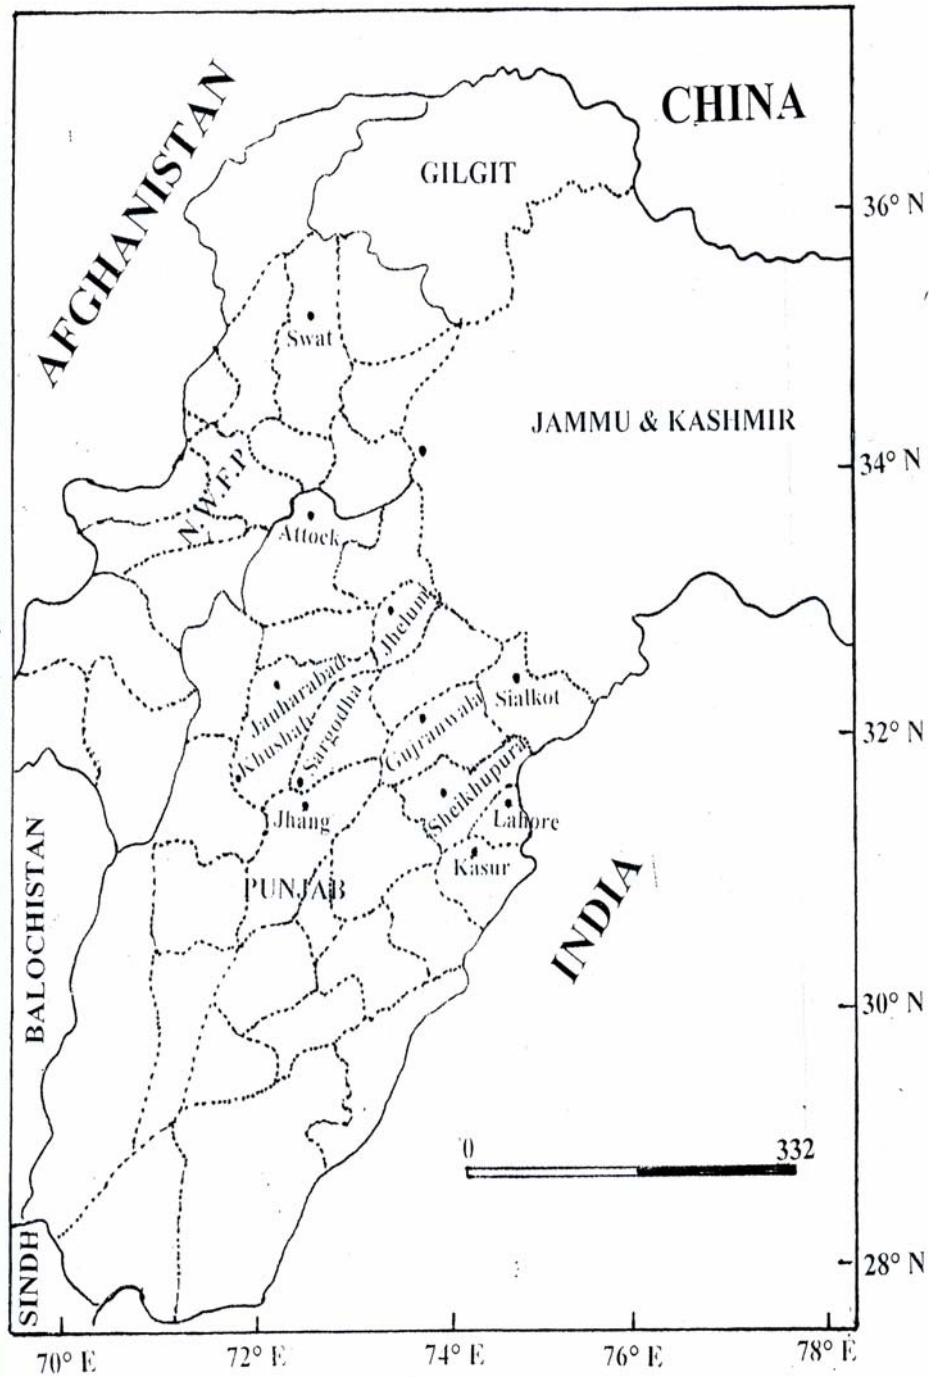 CHINA
AFGHANISTAN
GILGIT
36° N
Swat
JAMMU & KASHMIR
34° N
N.W.F.P
Attock
Jhelum
Jauharabad
Khushab
Sargodha
Sialkot
Gujranwala
32° N
Sheikhupura
Jhang
Lahore
Kasur
PUNJAB
BALOCHISTAN
INDIA
30° N
0
332
SINDH
28° N
70° E
72° E
74° E
76° E
78° E